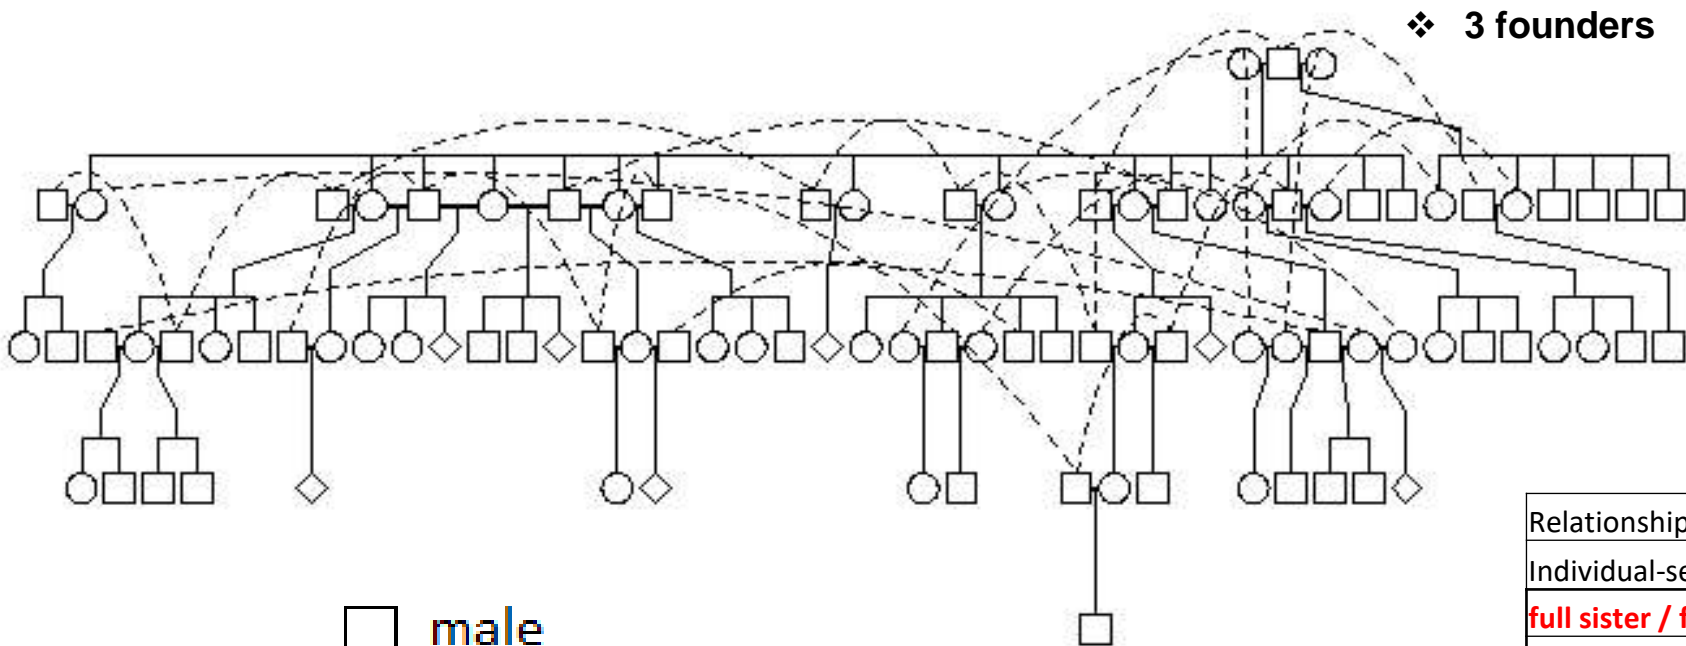 ❖ 3 founders
male
Relationship
Individual-se
full sister / f